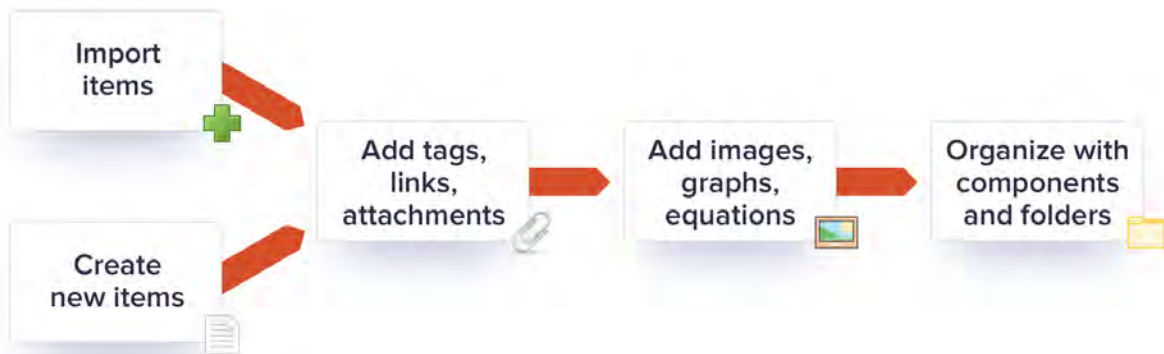 Import
items
Create
new items
Add tags,
links,
attachments
Add images,
graphs,
equations
Organize with
components
and folders